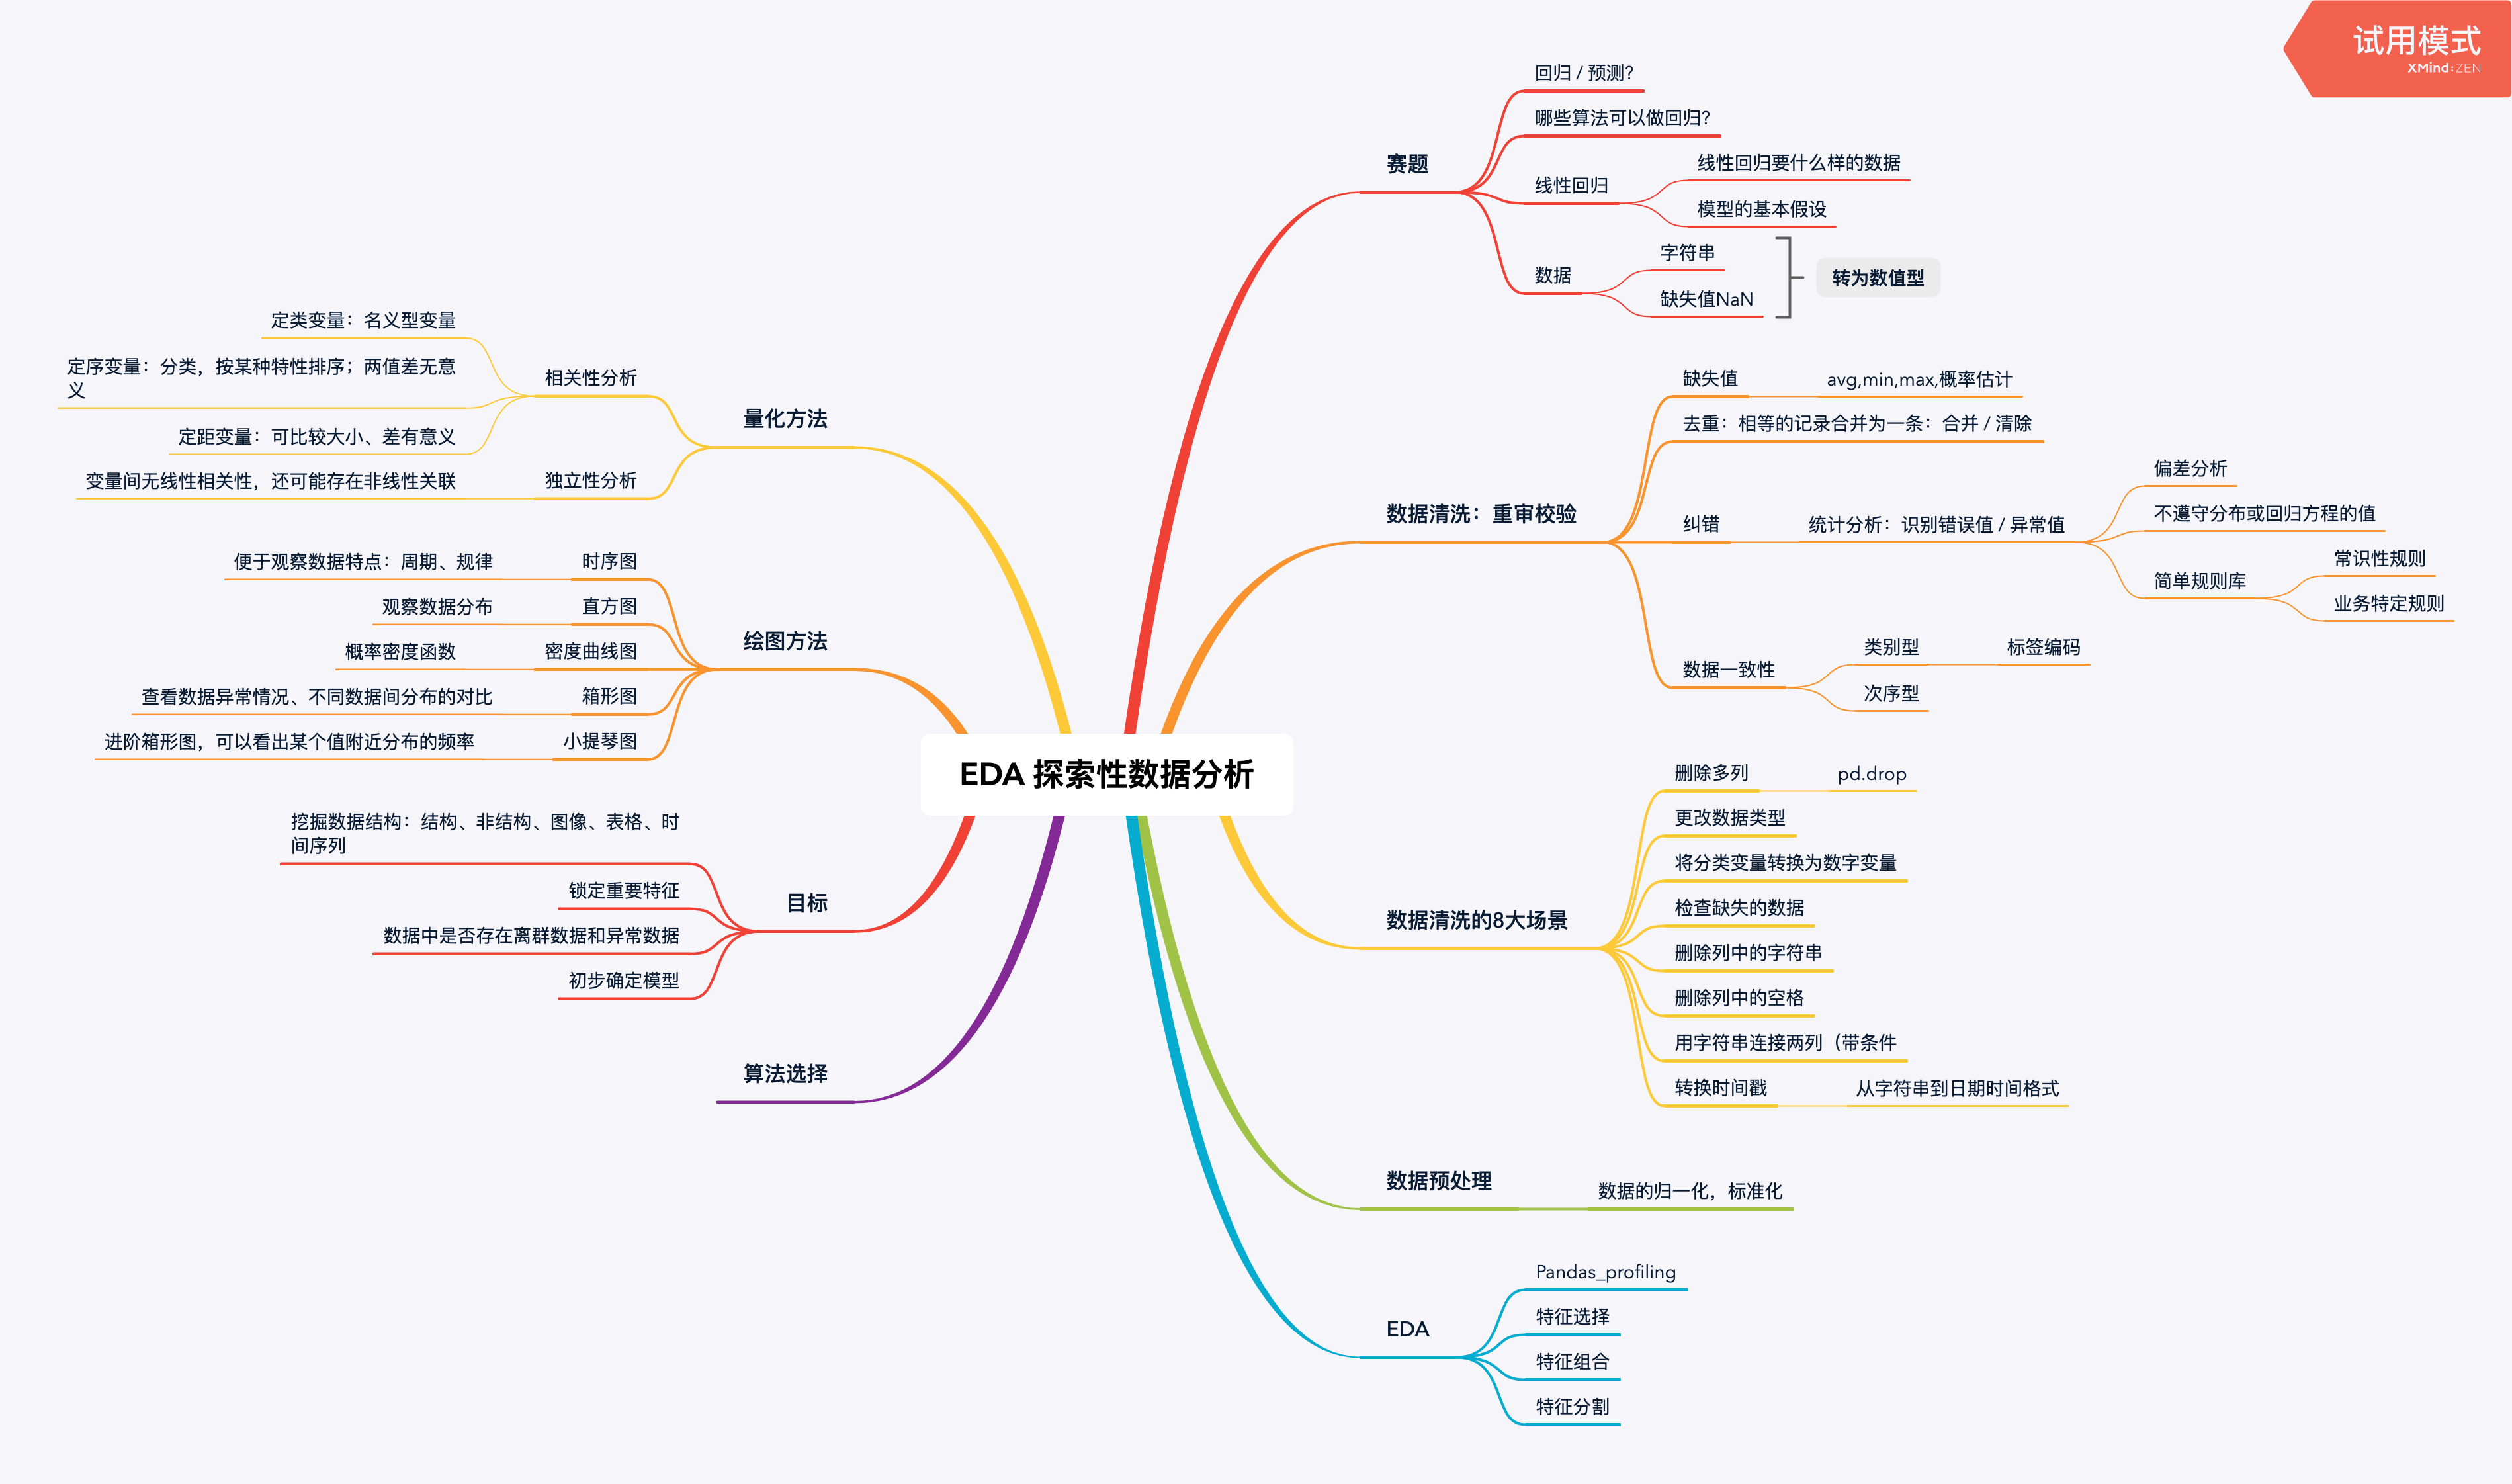 试用模式
XMind:ZEN
EDA 探索性数据分析
赛题
回归 / 预测?
哪些算法可以做回归?
线性回归
线性回归要什么样的数据
模型的基本假设
数据
字符串
缺失值NaN
转为数值型
数据清洗：重审校验
缺失值
avg,min,max,概率估计
去重：相等的记录合并为一条：合并 / 清除
纠错
统计分析：识别错误值 / 异常值
偏差分析
不遵守分布或回归方程的值
简单规则库
常识性规则
业务特定规则
数据一致性
类别型
标签编码
次序型
数据清洗的8大场景
删除多列
pd.drop
更改数据类型
将分类变量转换为数字变量
检查缺失的数据
删除列中的字符串
删除列中的空格
用字符串连接两列（带条件
转换时间戳
从字符串到日期时间格式
数据预处理
数据的归一化，标准化
EDA
Pandas_profiling
特征选择
特征组合
特征分割
量化方法
相关性分析
定类变量：名义型变量
定序变量：分类，按某种特性排序；两值差无意
义
定距变量：可比较大小、差有意义
独立性分析
变量间无线性相关性，还可能存在非线性关联
绘图方法
时序图
便于观察数据特点：周期、规律
直方图
观察数据分布
密度曲线图
概率密度函数
箱形图
查看数据异常情况、不同数据间分布的对比
小提琴图
进阶箱形图，可以看出某个值附近分布的频率
目标
挖掘数据结构：结构、非结构、图像、表格、时
间序列
锁定重要特征
数据中是否存在离群数据和异常数据
初步确定模型
算法选择